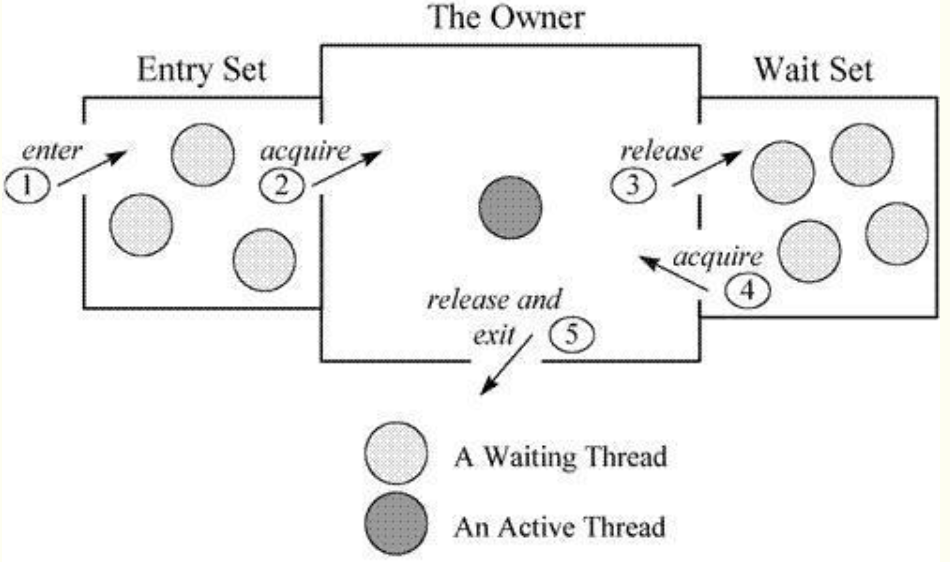 The Owner
Entry Set
Wait Set
enter
1
acquire
2
release
3
acquire
4
release and
exit 5
A Waiting Thread
An Active Thread